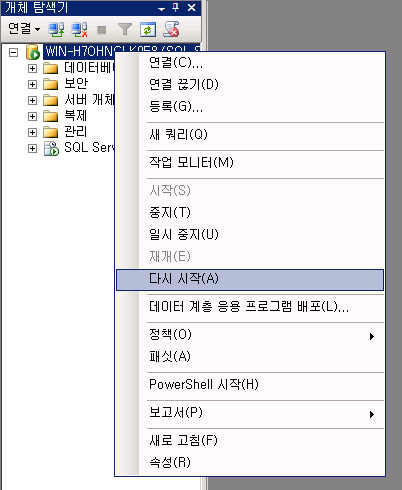 개체 탐색기
연결
WIN-H70HNGLK0E8 (SQL S
데이터베
보안
서버 개체
복제
관리
SQL Serv
연결(C)...
연결 끊기(D)
등록(G)...
새 쿼리(Q)
작업 모니터(M)
시작(S)
중지(T)
일시 중지(U)
재개(E)
다시 시작(A)
데이터 계층 응용 프로그램 배포(L)...
정책(O)
패싯(A)
PowerShell 시작(H)
보고서(P)
새로 고침(F)
속성(R)